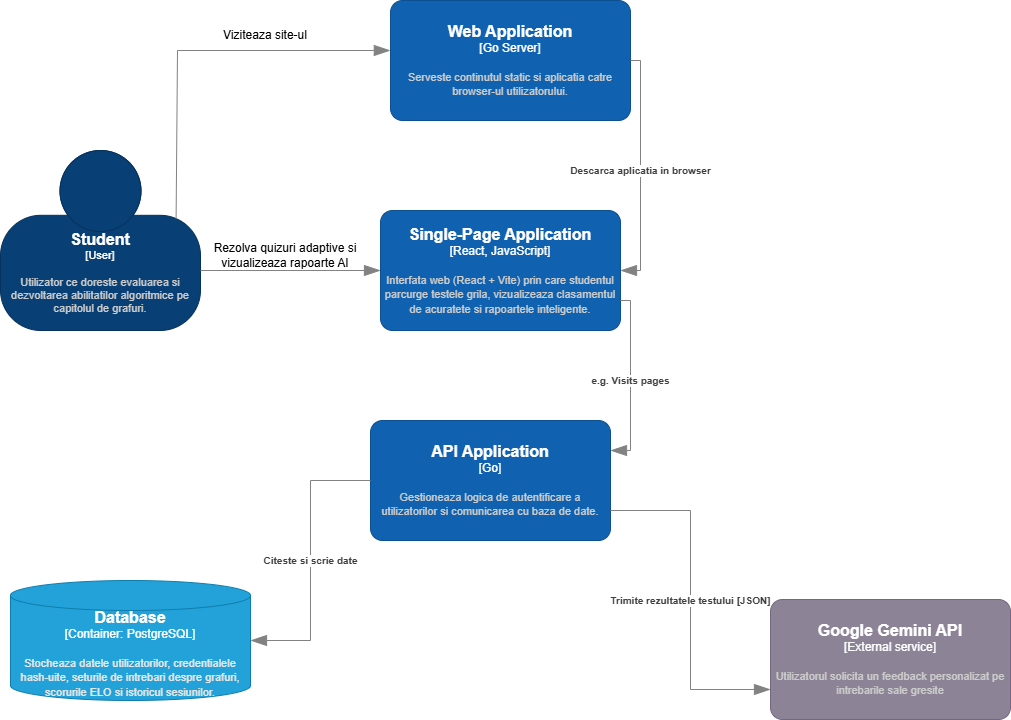 Web Application
[Go Server]
Serveste continutul static si aplicatia catre
browser-ul utilizatorului.
Viziteaza site-ul
Descarca aplicatia in browser
Student
[User]
Utilizator ce doreste evaluarea si
dezvoltarea abilitatilor algoritmice pe
capitolul de grafuri.
Rezolva quizuri adaptive si
vizualizeaza rapoarte AI
Single-Page Application
[React, JavaScript]
Interfata web (React + Vite) prin care studentul
parcurge testele grila, vizualizeaza clasamentul
de acuratete si rapoartele inteligente.
e.g. Visits pages
API Application
[Go]
Gestioneaza logica de autentificare a
utilizatorilor si comunicarea cu baza de date.
Citeste si scrie date
Trimite rezultatele testului [JSON]
Database
[Container: PostgreSQL]
Stocheaza datele utilizatorilor, credentialele
hash-uite, seturile de intrebari despre grafuri,
scorurile ELO si istoricul sesiunilor.
Google Gemini API
[External service]
Utilizatorul solicita un feedback personalizat pe
intrebarile sale gresite